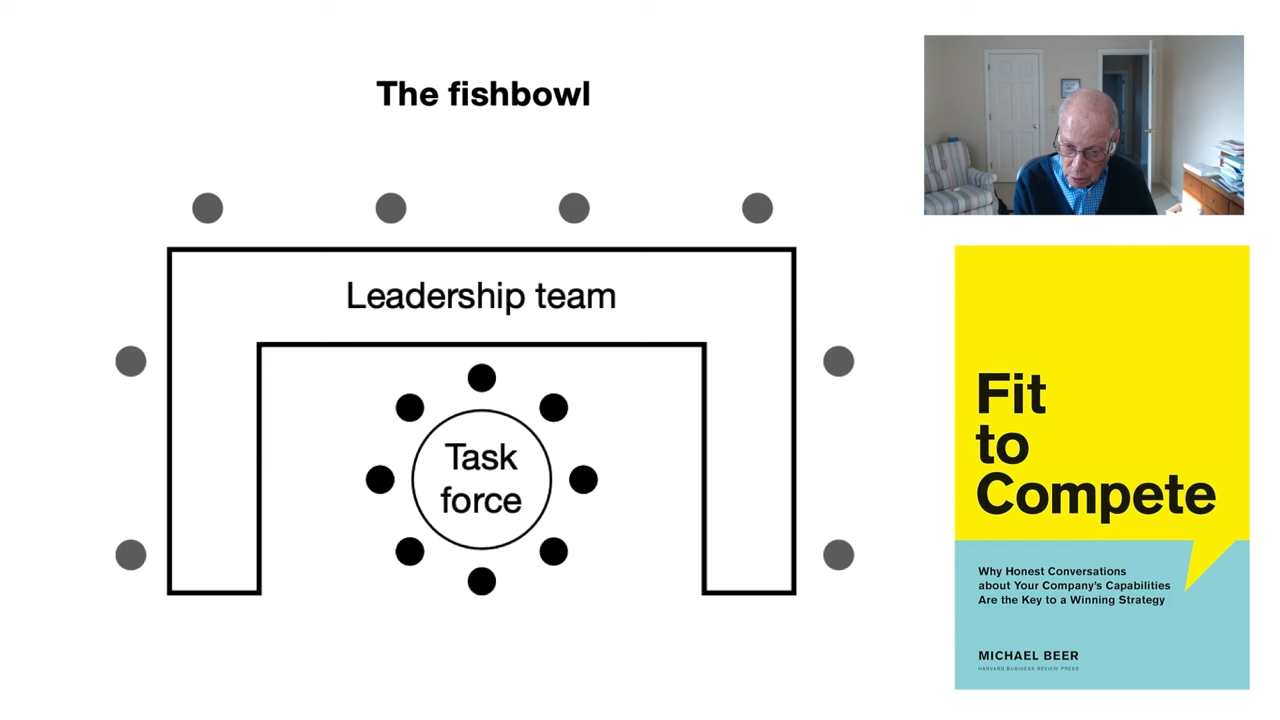 The fishbowl
Leadership team
Task
force
Fit
to
Compete
Why Honest Conversations
about Your Company's Capabilities
Are the Key to a Winning Strategy
MICHAEL BEER
HARVARD BUSINESS REVIEW PRESS